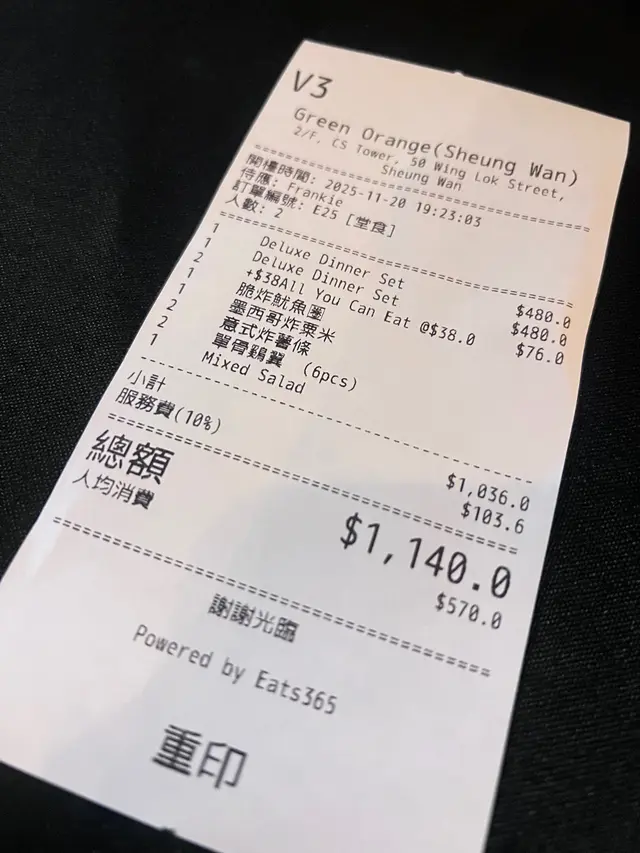 V3
Green Orange(Sheung Wan)
2/F, CS Tower, 50 Wing Lok Street,
Sheung Wan
開檯時間: 2025-11-20 19:23:03
待應: Frankie
訂單編號: E25 [堂食]
人數: 2
1 Deluxe Dinner Set $480.0
1 Deluxe Dinner Set $480.0
2 +$38All You Can Eat @$38.0 $76.0
1 脆炸魷魚圈
1 墨西哥炸粟米
2 意式炸薯條
2 單骨鷄翼 (6pcs)
1 Mixed Salad
小計 $1,036.0
服務費(10%) $103.6
總額 $1,140.0
人均消費 $570.0
謝謝光臨
Powered by Eats365
重印